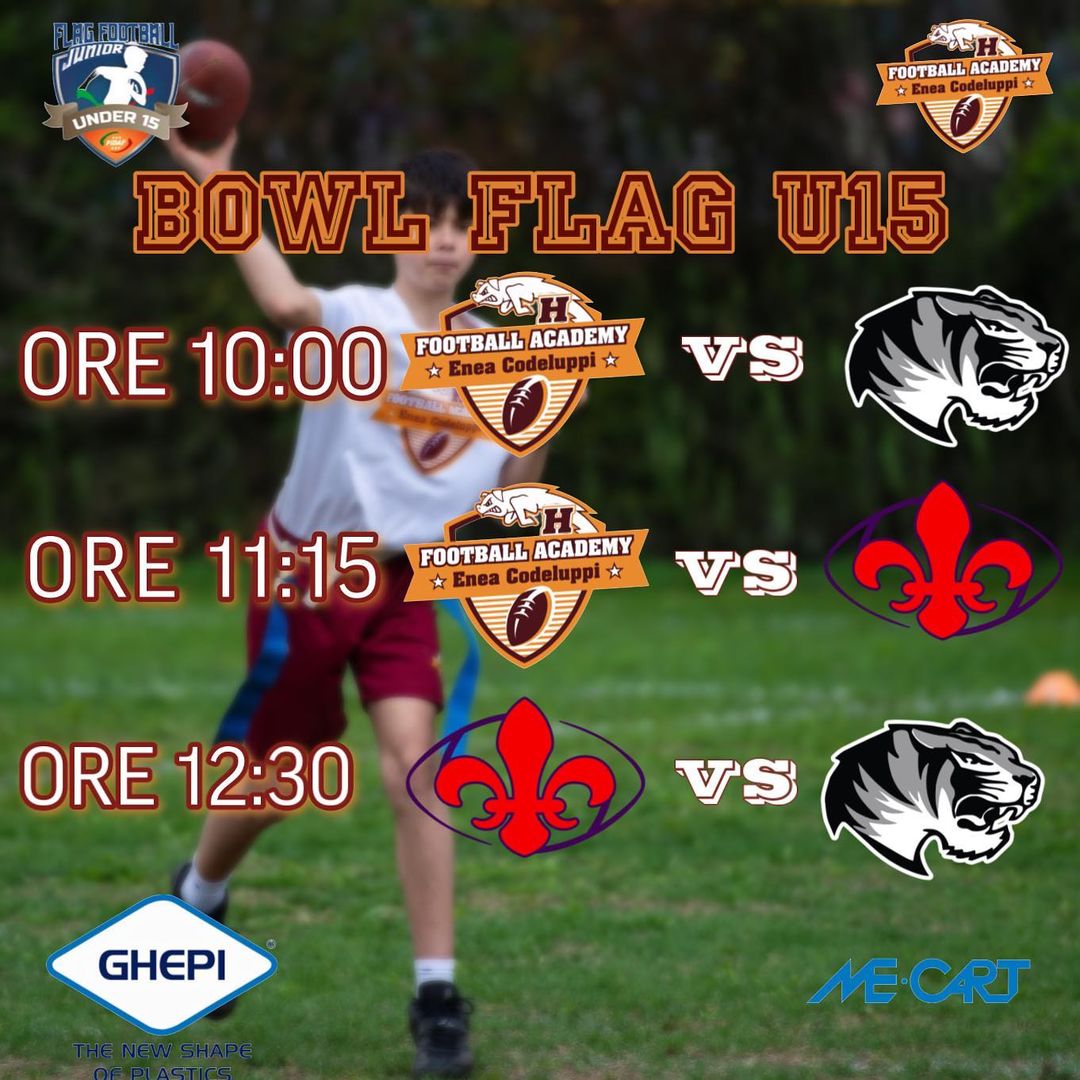 FLAG FOOTBALL
JUNIOR
UNDER 15
FIDAF
H
FOOTBALL ACADEMY
Enea Codeluppi
BOWL FLAG U15
ORE 10:00
H
FOOTBALL ACADEMY
Enea Codeluppi
VS
FOOTBALL
ORE 11:15
H
FOOTBALL ACADEMY
Enea Codeluppi
VS
ORE 12:30
VS
GHEPI
®
THE NEW SHAPE
OF PLASTICS
ME·CART